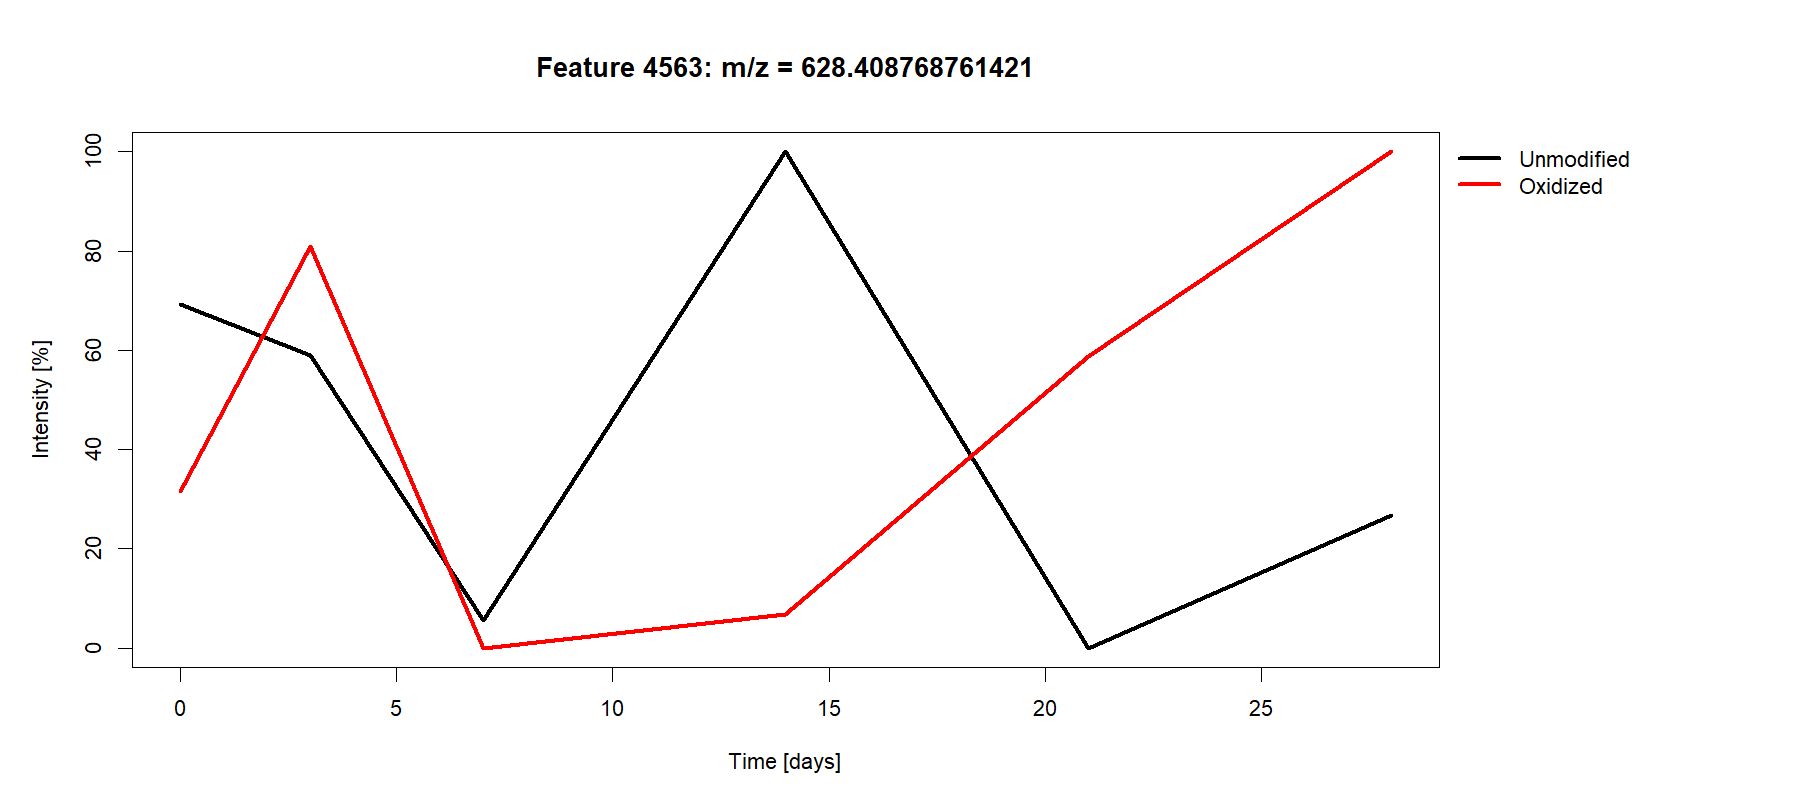 Feature 4563: m/z = 628.408768761421
Unmodified
Oxidized
Intensity [%]
100
80
60
40
20
0
0 5 10 15 20 25
Time [days]